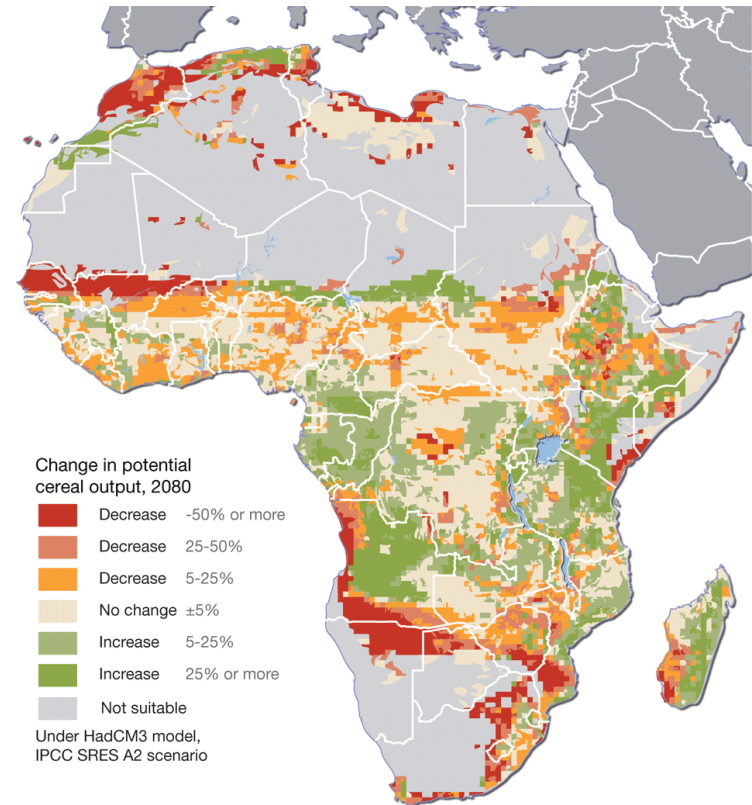 Change in potential
cereal output, 2080
Decrease -50% or more
Decrease 25-50%
Decrease 5-25%
No change ±5%
Increase 5-25%
Increase 25% or more
Not suitable
Under HadCM3 model,
IPCC SRES A2 scenario